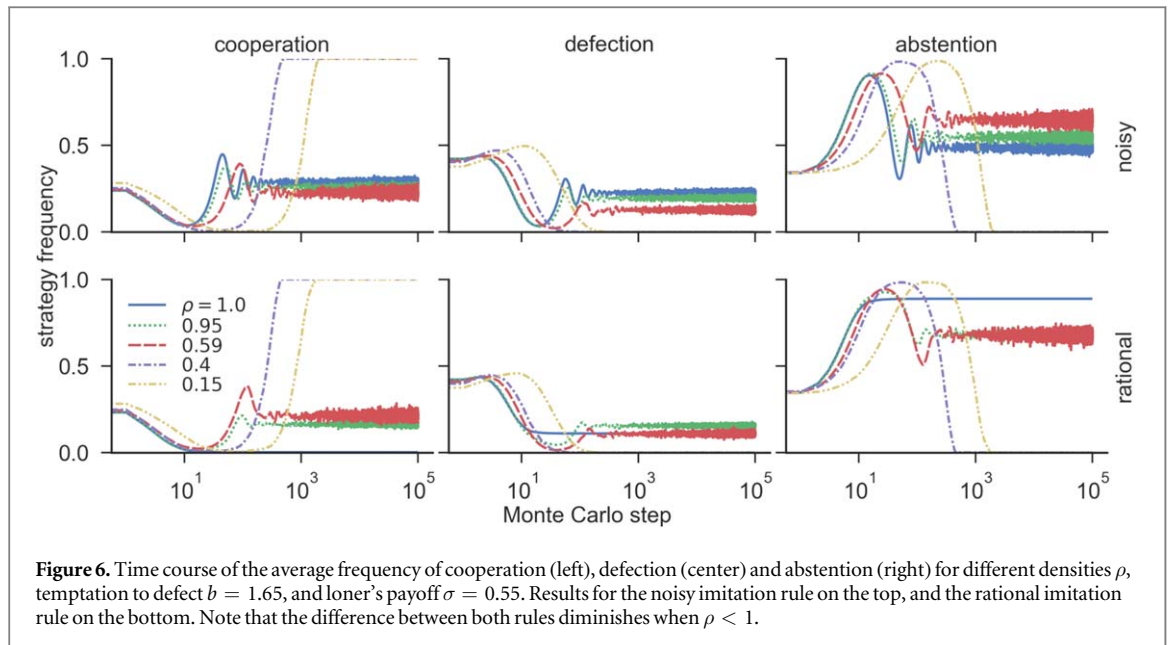 cooperation
defection
abstention
1.0
0.5
0.0
noisy
strategy frequency
1.0
0.5
0.0
ρ = 1.0
0.95
0.59
0.4
0.15
rational
10¹ 10³ 10⁵
10¹ 10³ 10⁵
10¹ 10³ 10⁵
Monte Carlo step
Figure 6. Time course of the average frequency of cooperation (left), defection (center) and abstention (right) for different densities ρ,
temptation to defect b = 1.65, and loner's payoff σ = 0.55. Results for the noisy imitation rule on the top, and the rational imitation
rule on the bottom. Note that the difference between both rules diminishes when ρ < 1.